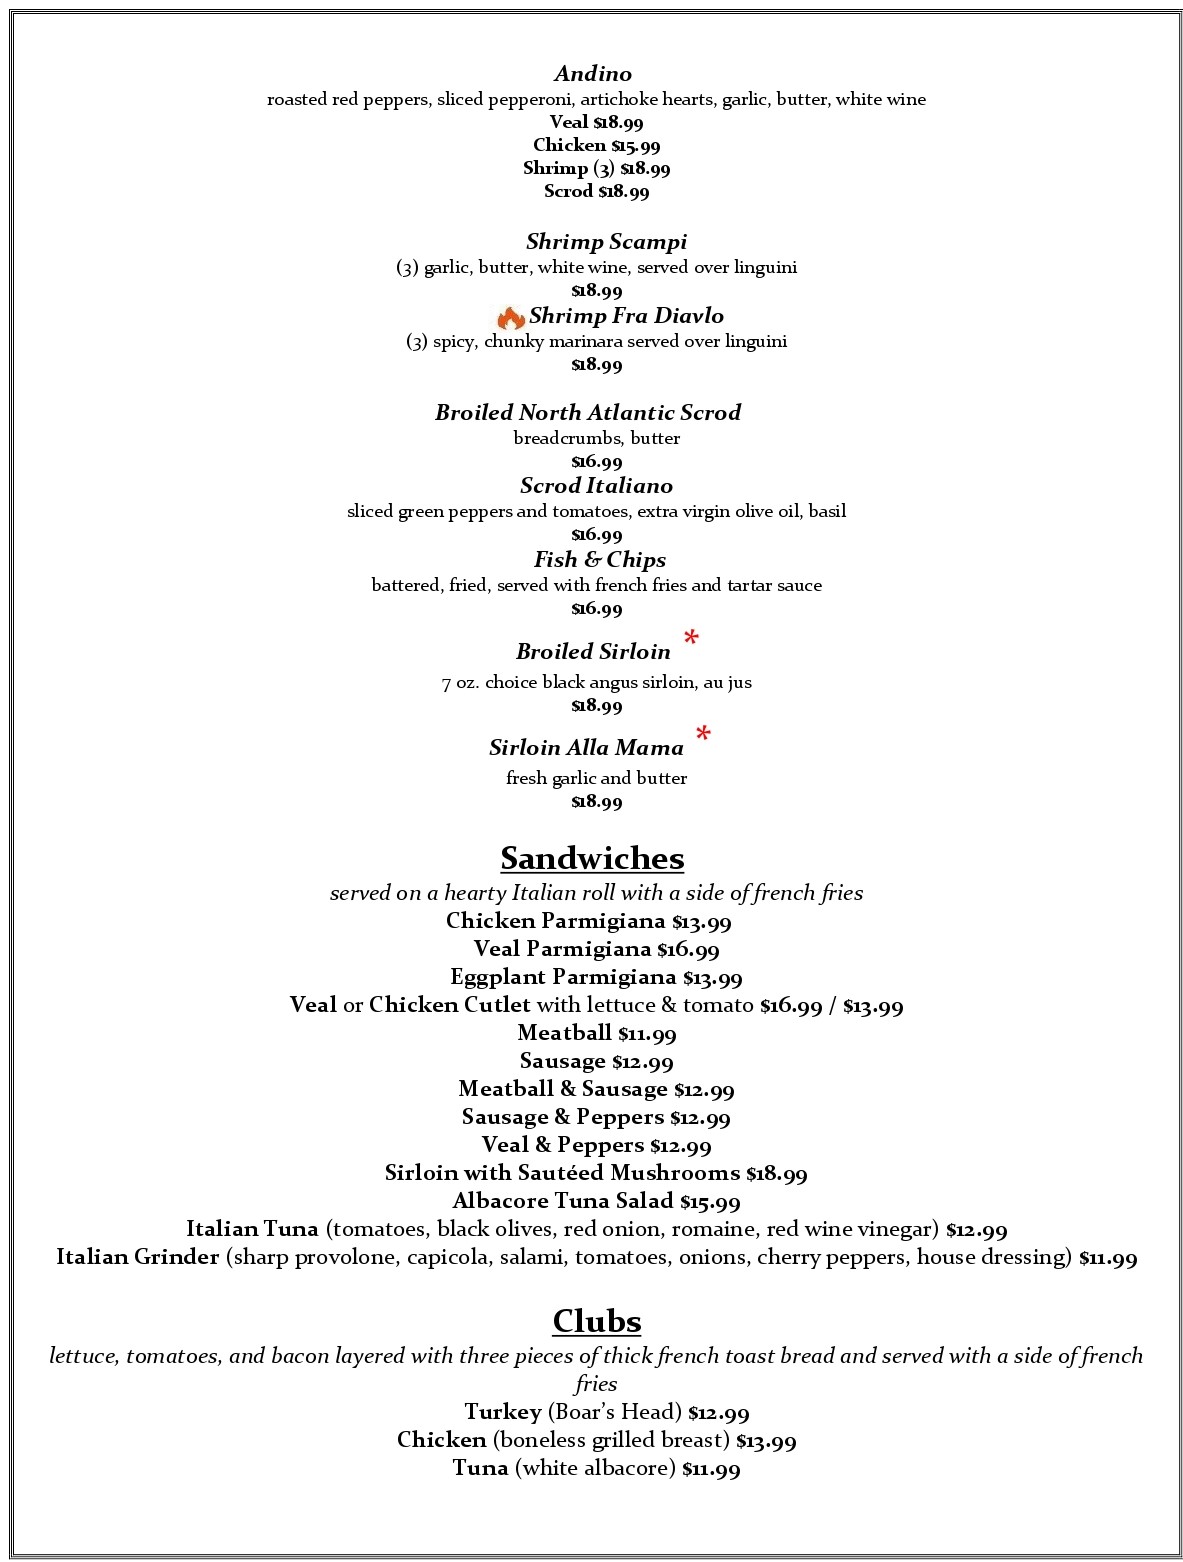 Andino
roasted red peppers, sliced pepperoni, artichoke hearts, garlic, butter, white wine
Veal $18.99
Chicken $15.99
Shrimp (3) $18.99
Scrod $18.99
Shrimp Scampi
(3) garlic, butter, white wine, served over linguini
$18.99
Shrimp Fra Diavlo
(3) spicy, chunky marinara served over linguini
$18.99
Broiled North Atlantic Scrod
breadcrumbs, butter
$16.99
Scrod Italiano
sliced green peppers and tomatoes, extra virgin olive oil, basil
$16.99
Fish & Chips
battered, fried, served with french fries and tartar sauce
$16.99
Broiled Sirloin *
7 oz. choice black angus sirloin, au jus
$18.99
Sirloin Alla Mama *
fresh garlic and butter
$18.99
Sandwiches
served on a hearty Italian roll with a side of french fries
Chicken Parmigiana $13.99
Veal Parmigiana $16.99
Eggplant Parmigiana $13.99
Veal or Chicken Cutlet with lettuce & tomato $16.99 / $13.99
Meatball $11.99
Sausage $12.99
Meatball & Sausage $12.99
Sausage & Peppers $12.99
Veal & Peppers $12.99
Sirloin with Sautéed Mushrooms $18.99
Albacore Tuna Salad $15.99
Italian Tuna (tomatoes, black olives, red onion, romaine, red wine vinegar) $12.99
Italian Grinder (sharp provolone, capicola, salami, tomatoes, onions, cherry peppers, house dressing) $11.99
Clubs
lettuce, tomatoes, and bacon layered with three pieces of thick french toast bread and served with a side of french
fries
Turkey (Boar's Head) $12.99
Chicken (boneless grilled breast) $13.99
Tuna (white albacore) $11.99